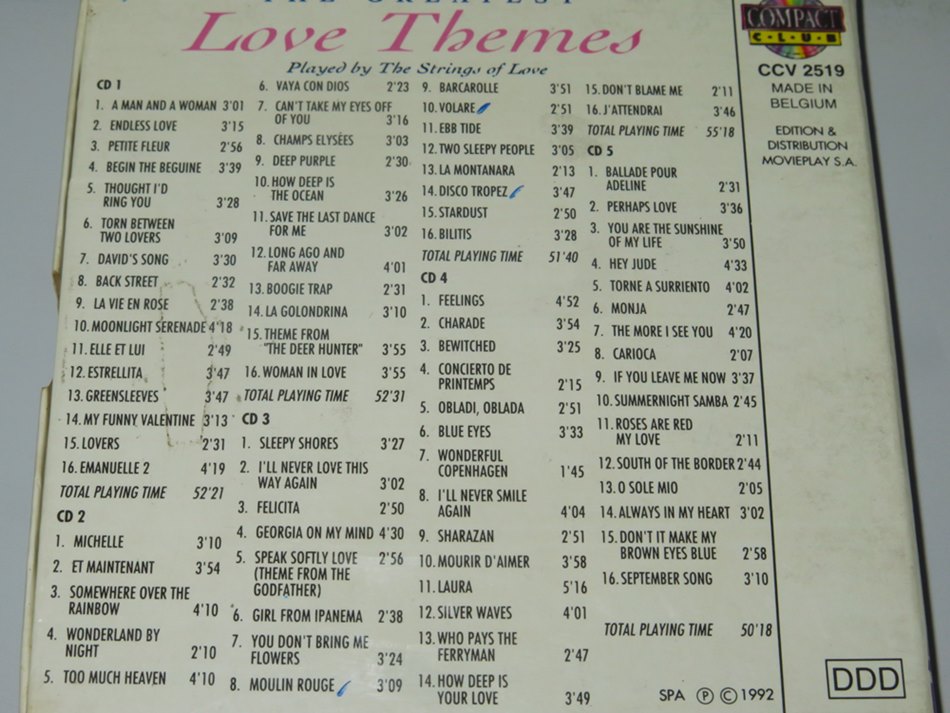 THE GREATEST
Love Themes
Played by The Strings of Love
CD 1
1. A MAN AND A WOMAN 3'01
2. ENDLESS LOVE 3'15
3. PETITE FLEUR 2'56
4. BEGIN THE BEGUINE 3'39
5. THOUGHT I'D
RING YOU 3'28
6. TORN BETWEEN
TWO LOVERS 3'09
7. DAVID'S SONG 3'30
8. BACK STREET 2'32
9. LA VIE EN ROSE 2'38
10. MOONLIGHT SERENADE 4'18
11. ELLE ET LUI 2'49
12. ESTRELLITA 3'47
13. GREENSLEEVES 3'47
14. MY FUNNY VALENTINE 3'13
15. LOVERS 2'31
16. EMANUELLE 2 4'19
TOTAL PLAYING TIME 52'21
CD 2
1. MICHELLE 3'10
2. ET MAINTENANT 3'54
3. SOMEWHERE OVER THE
RAINBOW 4'10
4. WONDERLAND BY
NIGHT 2'10
5. TOO MUCH HEAVEN 4'10
6. VAYA CON DIOS 2'23
7. CAN'T TAKE MY EYES OFF
OF YOU 3'16
8. CHAMPS ELYSÉES 3'03
9. DEEP PURPLE 2'30
10. HOW DEEP IS
THE OCEAN 3'26
11. SAVE THE LAST DANCE
FOR ME 3'02
12. LONG AGO AND
FAR AWAY 4'01
13. BOOGIE TRAP 2'31
14. LA GOLONDRINA 3'10
15. THEME FROM
"THE DEER HUNTER" 3'55
16. WOMAN IN LOVE 3'55
TOTAL PLAYING TIME 52'31
CD 3
1. SLEEPY SHORES 3'27
2. I'LL NEVER LOVE THIS
WAY AGAIN 3'02
3. FELICITA 2'50
4. GEORGIA ON MY MIND 4'30
5. SPEAK SOFTLY LOVE 2'56
(THEME FROM THE
GODFATHER)
6. GIRL FROM IPANEMA 2'38
7. YOU DON'T BRING ME
FLOWERS 3'24
8. MOULIN ROUGE 3'09
9. BARCAROLLE 3'51
10. VOLARE 2'51
11. EBB TIDE 3'39
12. TWO SLEEPY PEOPLE 3'05
13. LA MONTANARA 2'13
14. DISCO TROPEZ 3'47
15. STARDUST 2'50
16. BILITIS 3'28
TOTAL PLAYING TIME 51'40
CD 4
1. FEELINGS 4'52
2. CHARADE 3'54
3. BEWITCHED 3'25
4. CONCIERTO DE
PRINTEMPS 2'15
5. OBLADI, OBLADA 2'51
6. BLUE EYES 3'33
7. WONDERFUL
COPENHAGEN 1'45
8. I'LL NEVER SMILE
AGAIN 4'04
9. SHARAZAN 2'51
10. MOURIR D'AIMER 3'58
11. LAURA 5'16
12. SILVER WAVES 4'01
13. WHO PAYS THE
FERRYMAN 2'47
14. HOW DEEP IS
YOUR LOVE 3'49
15. DON'T BLAME ME 2'11
16. J'ATTENDRAI 3'46
TOTAL PLAYING TIME 55'18
CD 5
1. BALLADE POUR
ADELINE 2'31
2. PERHAPS LOVE 3'36
3. YOU ARE THE SUNSHINE
OF MY LIFE 3'50
4. HEY JUDE 4'33
5. TORNE A SURRIENTO 4'02
6. MONJA 2'47
7. THE MORE I SEE YOU 4'20
8. CARIOCA 2'07
9. IF YOU LEAVE ME NOW 3'37
10. SUMMERNIGHT SAMBA 2'45
11. ROSES ARE RED
MY LOVE 2'11
12. SOUTH OF THE BORDER 2'44
13. O SOLE MIO 2'05
14. ALWAYS IN MY HEART 3'02
15. DON'T IT MAKE MY
BROWN EYES BLUE 2'58
16. SEPTEMBER SONG 3'10
TOTAL PLAYING TIME 50'18
SPA Ⓟ © 1992
COMPACT
CLUB
CCV 2519
MADE IN
BELGIUM
EDITION &
DISTRIBUTION
MOVIEPLAY S.A.
DDD